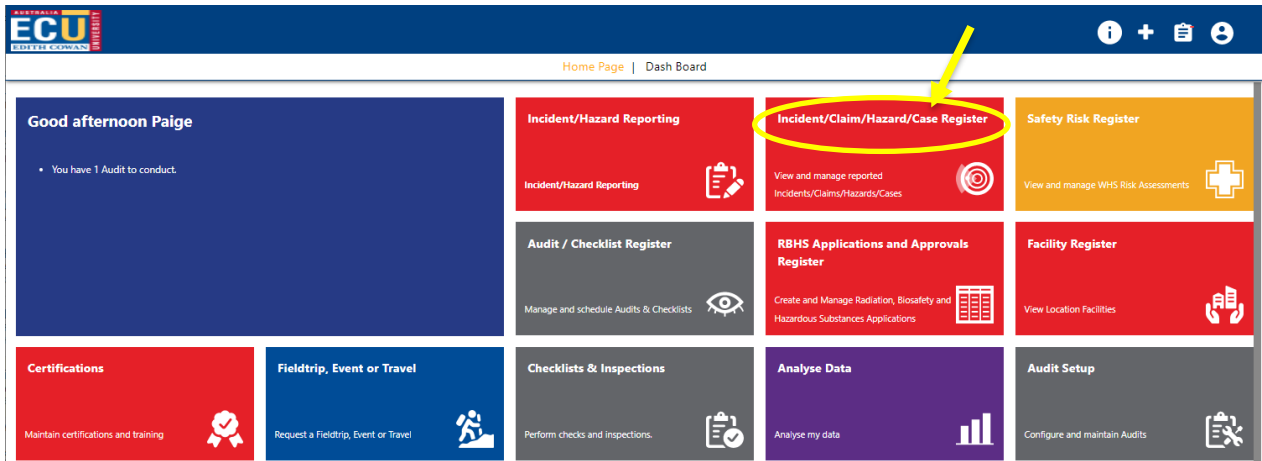 AUSTRALIA
ECU
EDITH COWAN
UNIVERSITY
Home Page | Dash Board
Good afternoon Paige
• You have 1 Audit to conduct.
Incident/Hazard Reporting
Incident/Hazard Reporting
Incident/Claim/Hazard/Case Register
View and manage reported
Incidents/Claims/Hazards/Cases
Safety Risk Register
View and manage WHS Risk Assessments
Audit / Checklist Register
Manage and schedule Audits & Checklists
RBHS Applications and Approvals
Register
Create and Manage Radiation, Biosafety and
Hazardous Substances Applications
Facility Register
View Location Facilities
Certifications
Maintain certifications and training
Fieldtrip, Event or Travel
Request a Fieldtrip, Event or Travel
Checklists & Inspections
Perform checks and inspections.
Analyse Data
Analyse my data
Audit Setup
Configure and maintain Audits